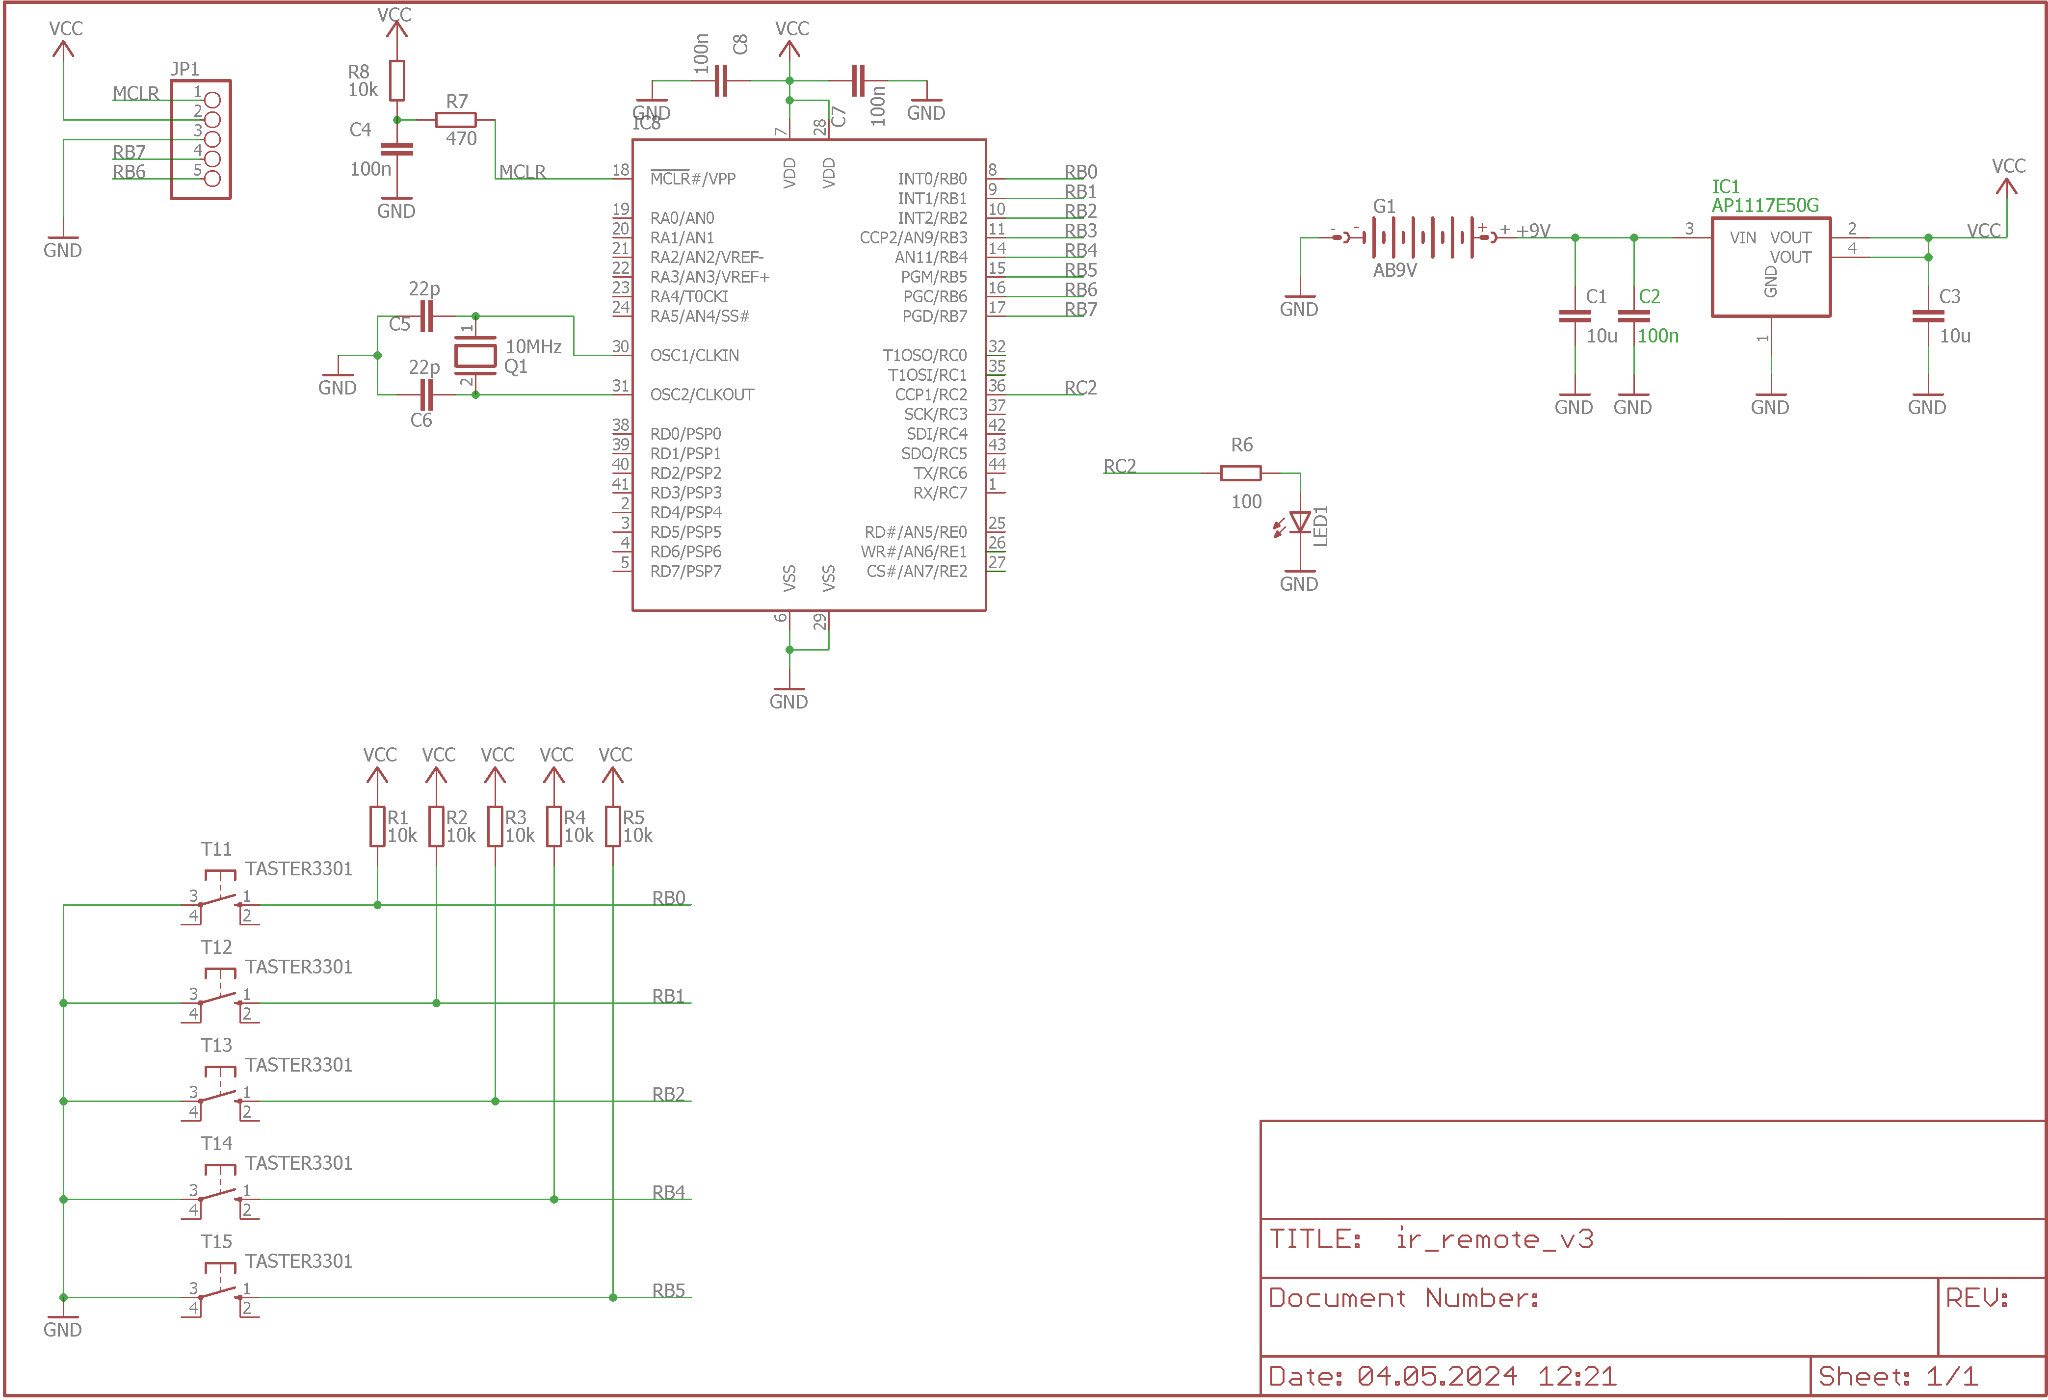 VCC
JP1
MCLR
1
2
3
RB7
4
RB6
5
GND
VCC
R8
10k
R7
470
C4
100n
GND
MCLR
100n
C8
VCC
C7
100n
GND
GND
IC8
7
28
VDD
VDD
18 MCLR#/VPP
19 RA0/AN0
20 RA1/AN1
21 RA2/AN2/VREF-
22 RA3/AN3/VREF+
23 RA4/T0CKI
24 RA5/AN4/SS#
30 OSC1/CLKIN
31 OSC2/CLKOUT
38 RD0/PSP0
39 RD1/PSP1
40 RD2/PSP2
41 RD3/PSP3
2 RD4/PSP4
3 RD5/PSP5
4 RD6/PSP6
5 RD7/PSP7
INT0/RB0 8 RB0
INT1/RB1 9 RB1
INT2/RB2 10 RB2
CCP2/AN9/RB3 11 RB3
AN11/RB4 14 RB4
PGM/RB5 15 RB5
PGC/RB6 16 RB6
PGD/RB7 17 RB7
T1OSO/RC0 32
T1OSI/RC1 35
CCP1/RC2 36 RC2
SCK/RC3 37
SDI/RC4 42
SDO/RC5 43
TX/RC6 44
RX/RC7 1
RD#/AN5/RE0 25
WR#/AN6/RE1 26
CS#/AN7/RE2 27
VSS
VSS
6
29
GND
22p
C5
1
10MHz
Q1
22p
2
C6
GND
G1
- - + + +9V
AB9V
GND
C1
10u
GND
C2
100n
GND
IC1
AP1117E50G
3 VIN VOUT 2
VOUT 4
GND
1
GND
VCC
VCC
C3
10u
GND
RC2
R6
100
LED1
GND
VCC VCC VCC VCC VCC
R1 R2 R3 R4 R5
10k 10k 10k 10k 10k
T11
TASTER3301
3 1 RB0
4 2
T12
TASTER3301
3 1 RB1
4 2
T13
TASTER3301
3 1 RB2
4 2
T14
TASTER3301
3 1 RB4
4 2
T15
TASTER3301
3 1 RB5
4 2
GND
TITLE: ir_remote_v3
Document Number:
REV:
Date: 04.05.2024 12:21
Sheet: 1/1